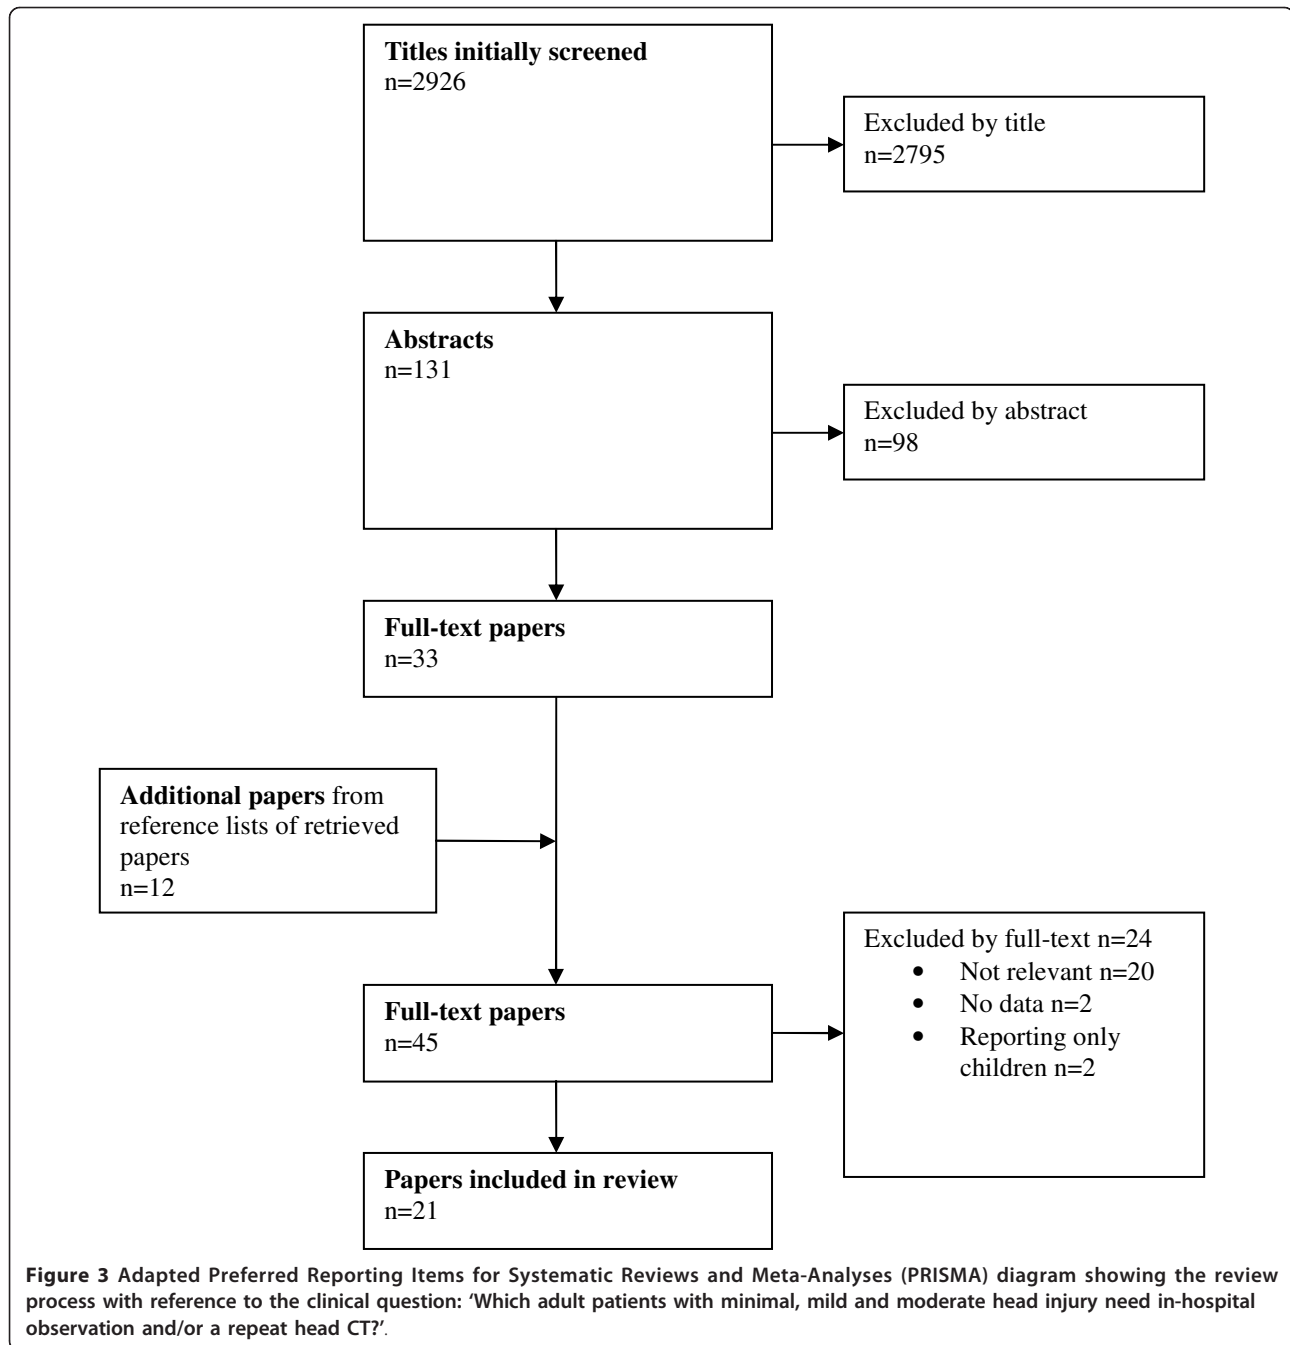 Titles initially screened
n=2926
Excluded by title
n=2795
Abstracts
n=131
Excluded by abstract
n=98
Full-text papers
n=33
Additional papers from
reference lists of retrieved
papers
n=12
Excluded by full-text n=24
• Not relevant n=20
• No data n=2
• Reporting only
children n=2
Full-text papers
n=45
Papers included in review
n=21
Figure 3 Adapted Preferred Reporting Items for Systematic Reviews and Meta-Analyses (PRISMA) diagram showing the review
process with reference to the clinical question: ‘Which adult patients with minimal, mild and moderate head injury need in-hospital
observation and/or a repeat head CT?’.